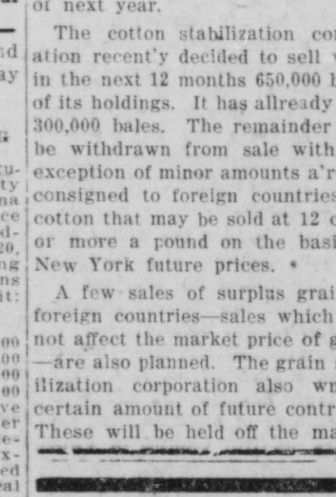 of next year.
The cotton stabilization
ation recent'y decided to sell
in the next 12 months 650,000
of its holdings. It has allready
300,000 bales. The remainder
be withdrawn from sale with
exception of minor amounts a'r
consigned to foreign countries
cotton that may be sold at 12
or more a pound on the basi
New York future prices.
A few sales of surplus grai
foreign countries—sales which
not affect the market price of
—are also planned. The grain
ilization corporation also
certain amount of future contr
These will be held off the ma